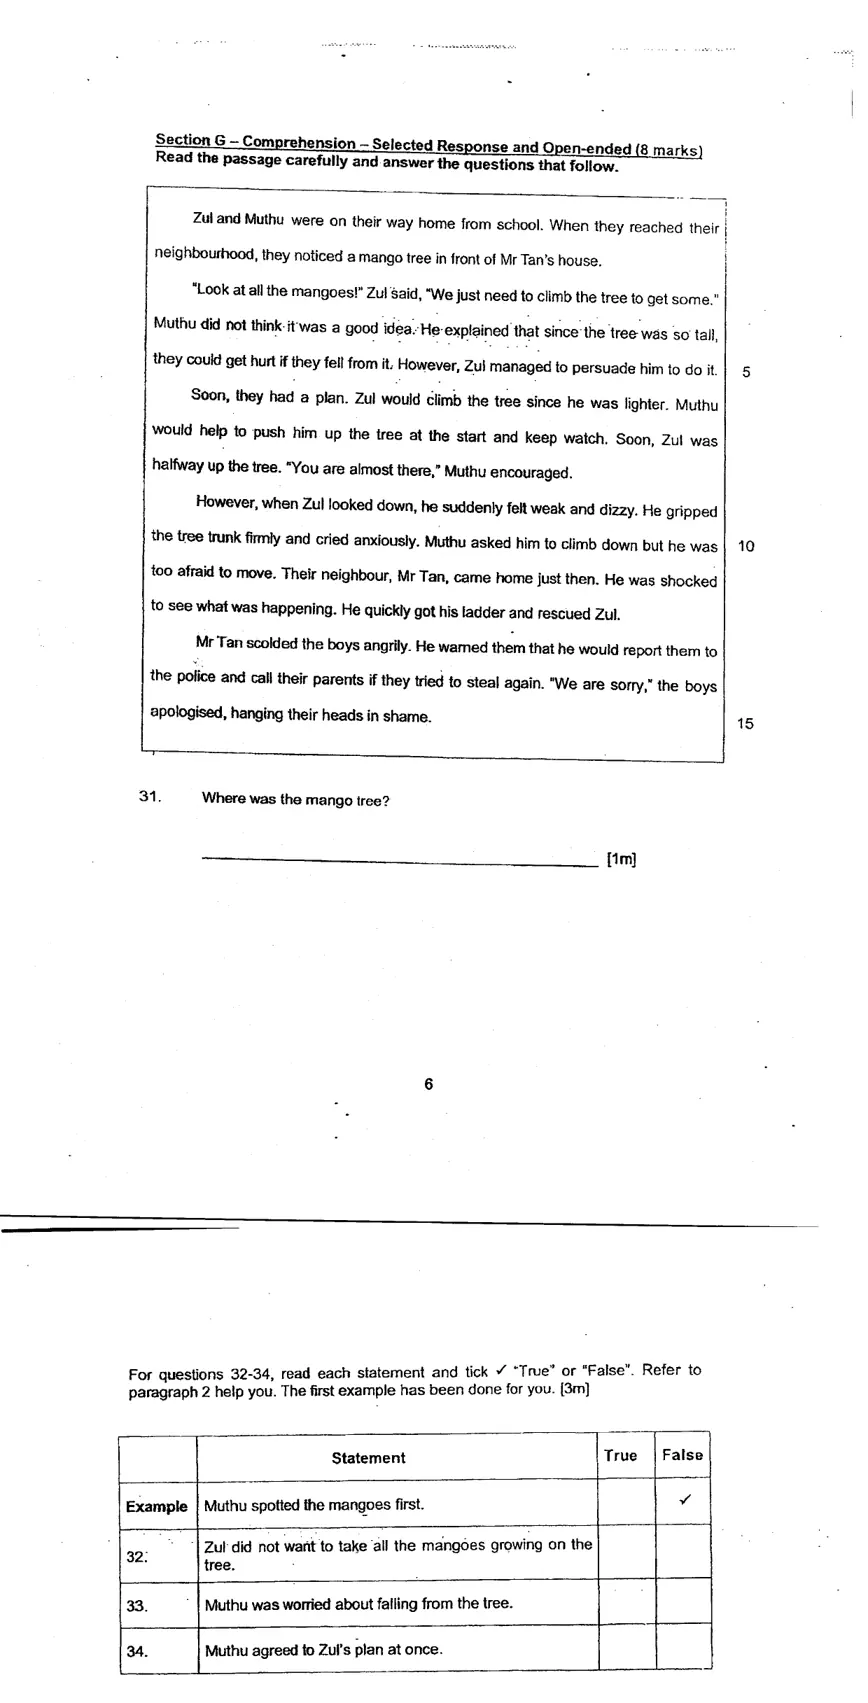 Section G – Comprehension – Selected Response and Open-ended (8 marks)
Read the passage carefully and answer the questions that follow.
Zul and Muthu were on their way home from school. When they reached their
neighbourhood, they noticed a mango tree in front of Mr Tan's house.
"Look at all the mangoes!" Zul said, "We just need to climb the tree to get some."
Muthu did not think it was a good idea. He explained that since the tree was so tall,
they could get hurt if they fell from it. However, Zul managed to persuade him to do it. 5
Soon, they had a plan. Zul would climb the tree since he was lighter. Muthu
would help to push him up the tree at the start and keep watch. Soon, Zul was
halfway up the tree. "You are almost there," Muthu encouraged.
However, when Zul looked down, he suddenly felt weak and dizzy. He gripped
the tree trunk firmly and cried anxiously. Muthu asked him to climb down but he was 10
too afraid to move. Their neighbour, Mr Tan, came home just then. He was shocked
to see what was happening. He quickly got his ladder and rescued Zul.
Mr Tan scolded the boys angrily. He warned them that he would report them to
the police and call their parents if they tried to steal again. "We are sorry," the boys
apologised, hanging their heads in shame. 15
31. Where was the mango tree?
[1m]
6
For questions 32-34, read each statement and tick ✓ "True" or "False". Refer to
paragraph 2 help you. The first example has been done for you. [3m]
Statement True False
Example Muthu spotted the mangoes first. ✓
32. Zul did not want to take all the mangoes growing on the
tree.
33. Muthu was worried about falling from the tree.
34. Muthu agreed to Zul's plan at once.